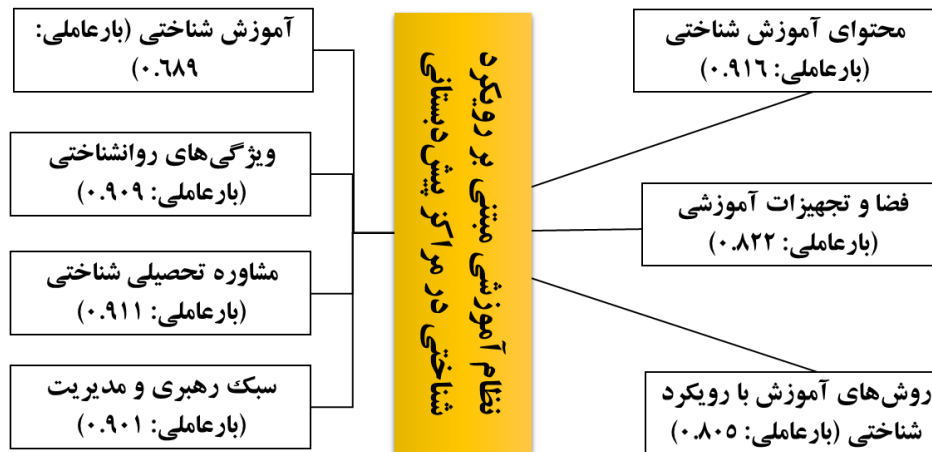 محتوای آموزش شناختی
(بارعاملی: ۰.۹۱۶)
فضا و تجهیزات آموزشی
(بارعاملی: ۰.۸۲۲)
روش‌های آموزش با رویکرد
شناختی (بارعاملی: ۰.۸۰۵)
نظام آموزشی مبتنی بر رویکرد
شناختی در مراکز پیش‌دبستانی
آموزش شناختی (بارعاملی:
۰.۶۸۹)
ویژگی‌های روانشناختی
(بارعاملی: ۰.۹۰۹)
مشاوره تحصیلی شناختی
(بارعاملی: ۰.۹۱۱)
سبک رهبری و مدیریت
(بارعاملی: ۰.۹۰۱)